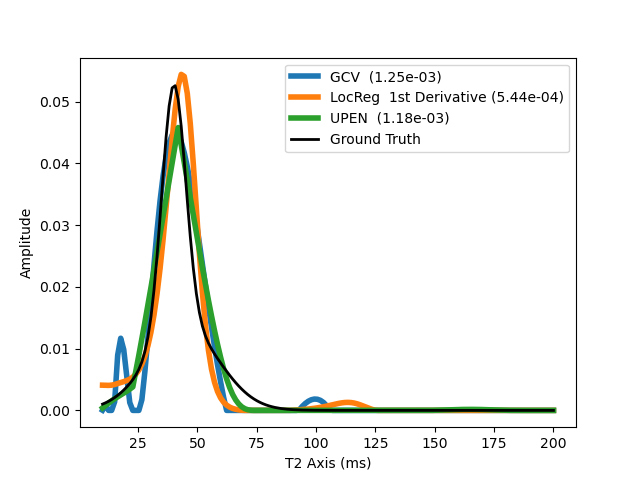 GCV  (1.25e-03)
LocReg  1st Derivative (5.44e-04)
UPEN  (1.18e-03)
Ground Truth
0.05
0.04
0.03
0.02
0.01
0.00
Amplitude
25 50 75 100 125 150 175 200
T2 Axis (ms)